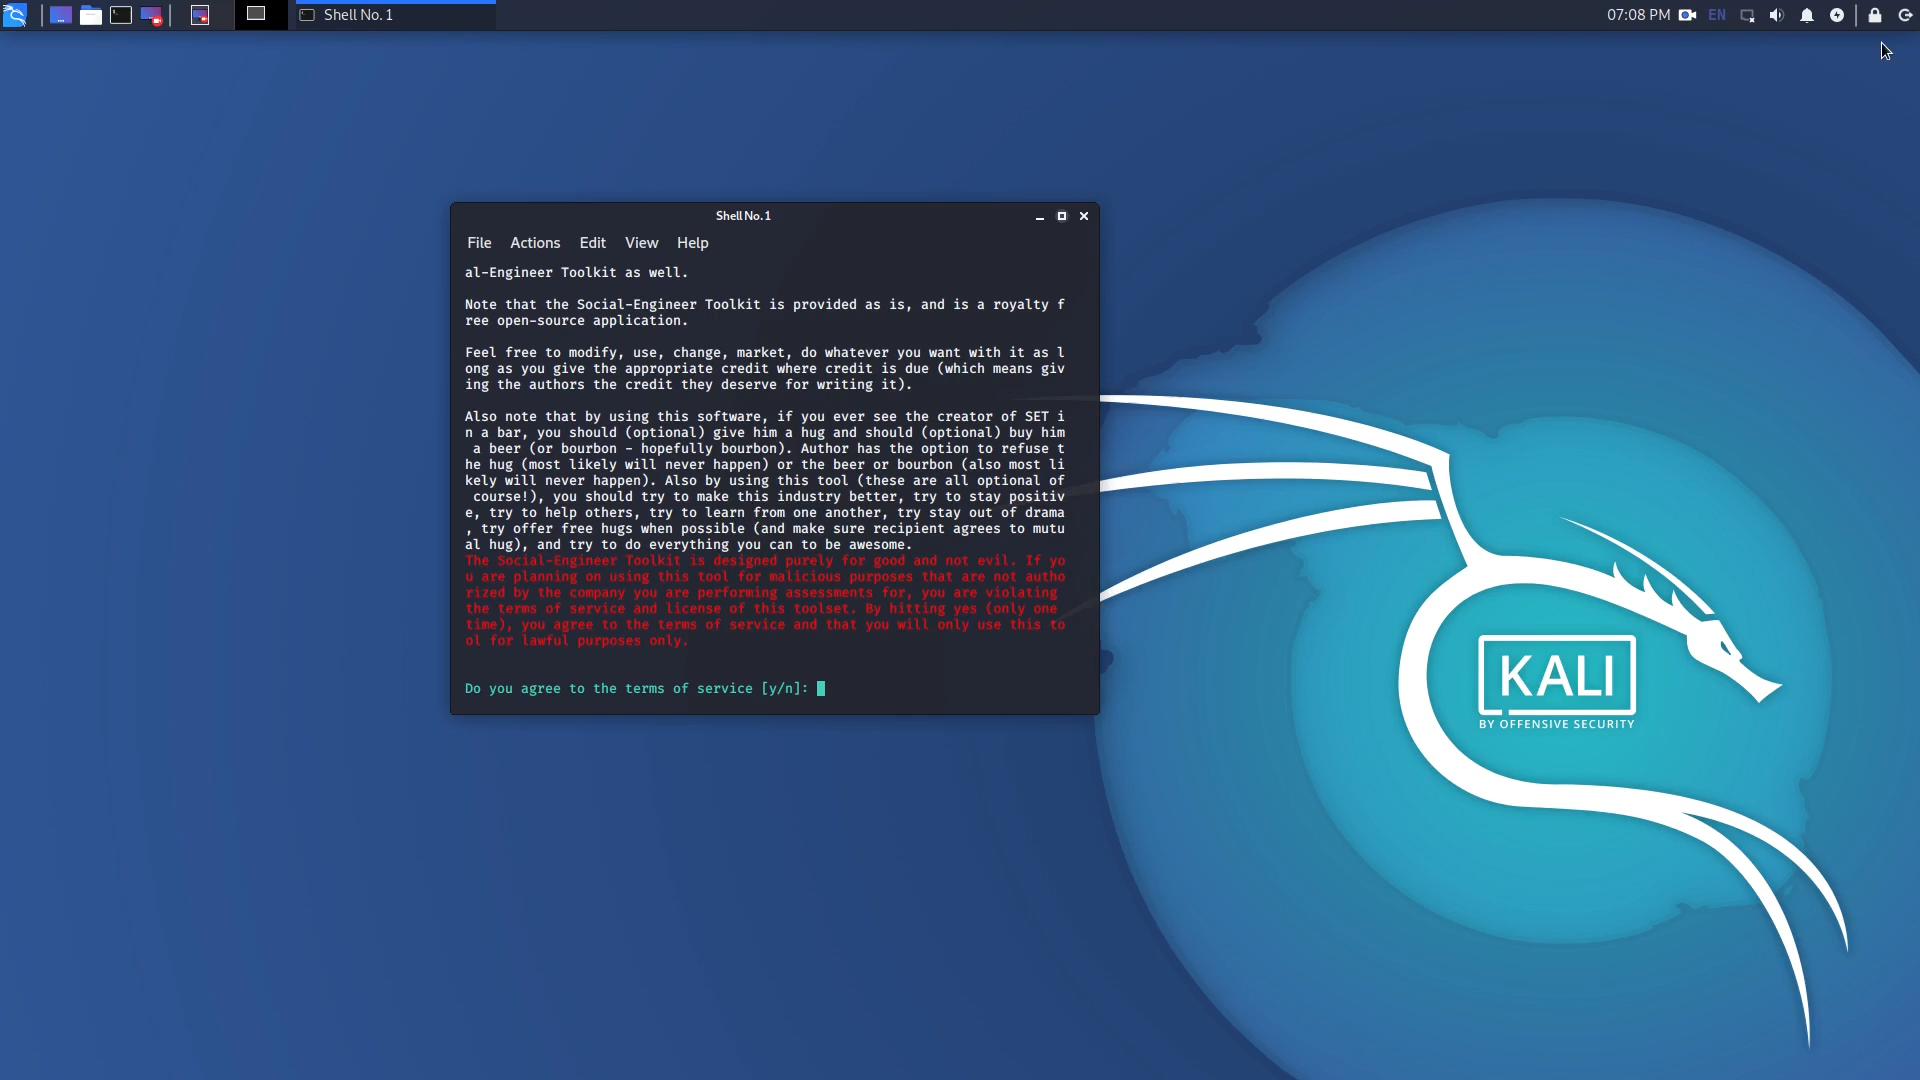 Shell No. 1
07:08 PM
EN
Shell No. 1
File Actions Edit View Help
al-Engineer Toolkit as well.
Note that the Social-Engineer Toolkit is provided as is, and is a royalty f
ree open-source application.
Feel free to modify, use, change, market, do whatever you want with it as l
ong as you give the appropriate credit where credit is due (which means giv
ing the authors the credit they deserve for writing it).
Also note that by using this software, if you ever see the creator of SET i
n a bar, you should (optional) give him a hug and should (optional) buy him
 a beer (or bourbon - hopefully bourbon). Author has the option to refuse t
he hug (most likely will never happen) or the beer or bourbon (also most li
kely will never happen). Also by using this tool (these are all optional of
 course!), you should try to make this industry better, try to stay positiv
e, try to help others, try to learn from one another, try stay out of drama
, try offer free hugs when possible (and make sure recipient agrees to mutu
al hug), and try to do everything you can to be awesome.
The Social-Engineer Toolkit is designed purely for good and not evil. If yo
u are planning on using this tool for malicious purposes that are not autho
rized by the company you are performing assessments for, you are violating
the terms of service and license of this toolset. By hitting yes (only one
time), you agree to the terms of service and that you will only use this to
ol for lawful purposes only.
Do you agree to the terms of service [y/n]:
KALI
BY OFFENSIVE SECURITY